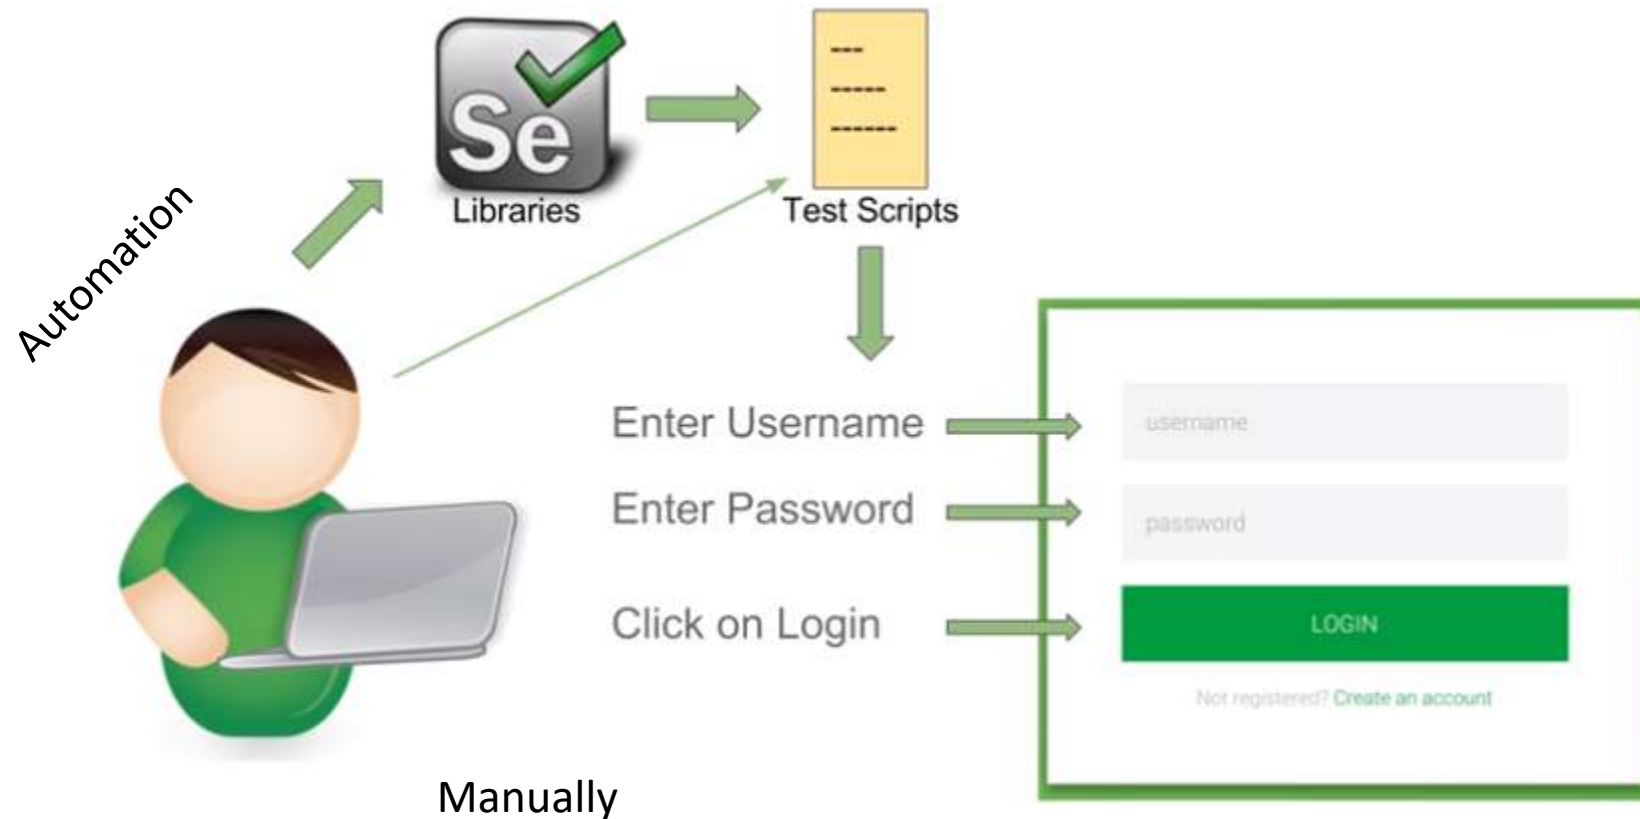 Se
Libraries
Test Scripts
Automation
Enter Username
username
Enter Password
password
Click on Login
LOGIN
Not registered? Create an account
Manually